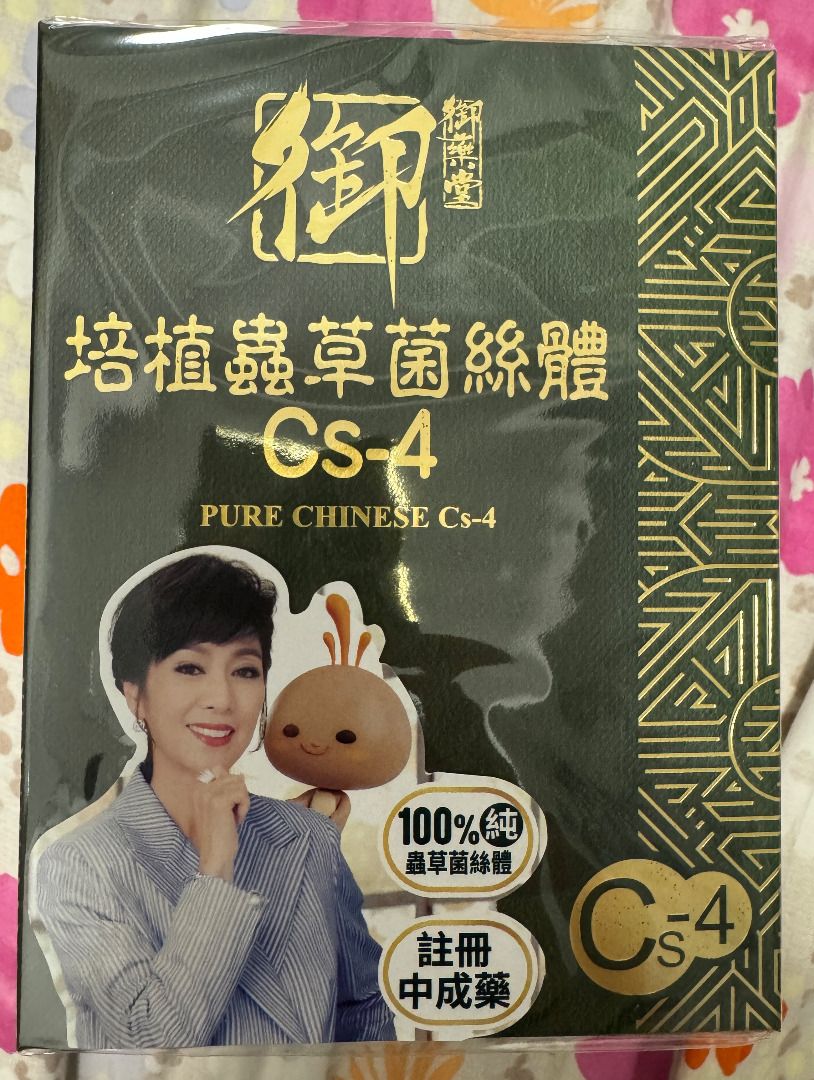 御
御藥堂
培植蟲草菌絲體
Cs-4
PURE CHINESE Cs-4
100%純
蟲草菌絲體
註冊
中成藥
Cs-4